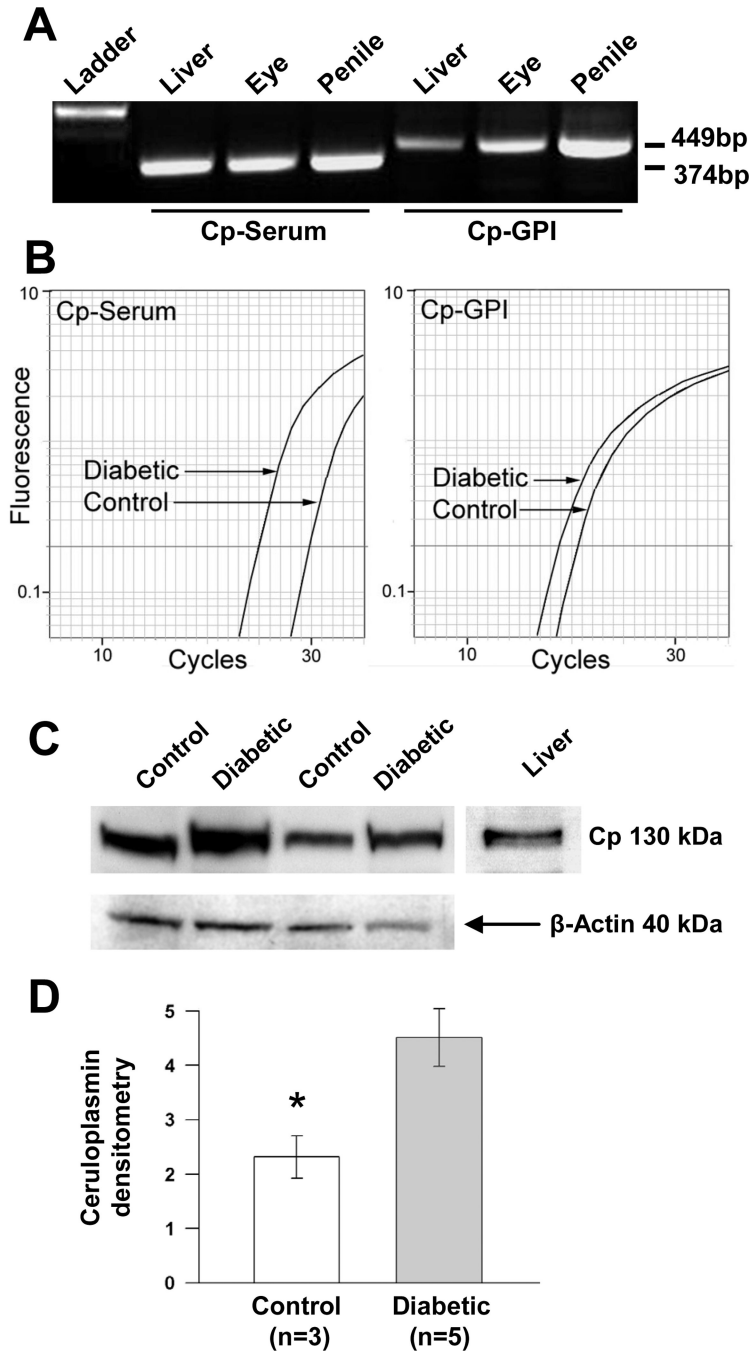 A
Ladder Liver Eye Penile Liver Eye Penile
449bp
374bp
Cp-Serum Cp-GPI
B
10 10
Cp-Serum Cp-GPI
Fluorescence
Diabetic Diabetic
Control Control
0.1 0.1
10 30 10 30
Cycles Cycles
C
Control Diabetic Control Diabetic Liver
Cp 130 kDa
β-Actin 40 kDa
D
Ceruloplasmin
densitometry
5
4
3
*
2
1
0
Control Diabetic
(n=3) (n=5)